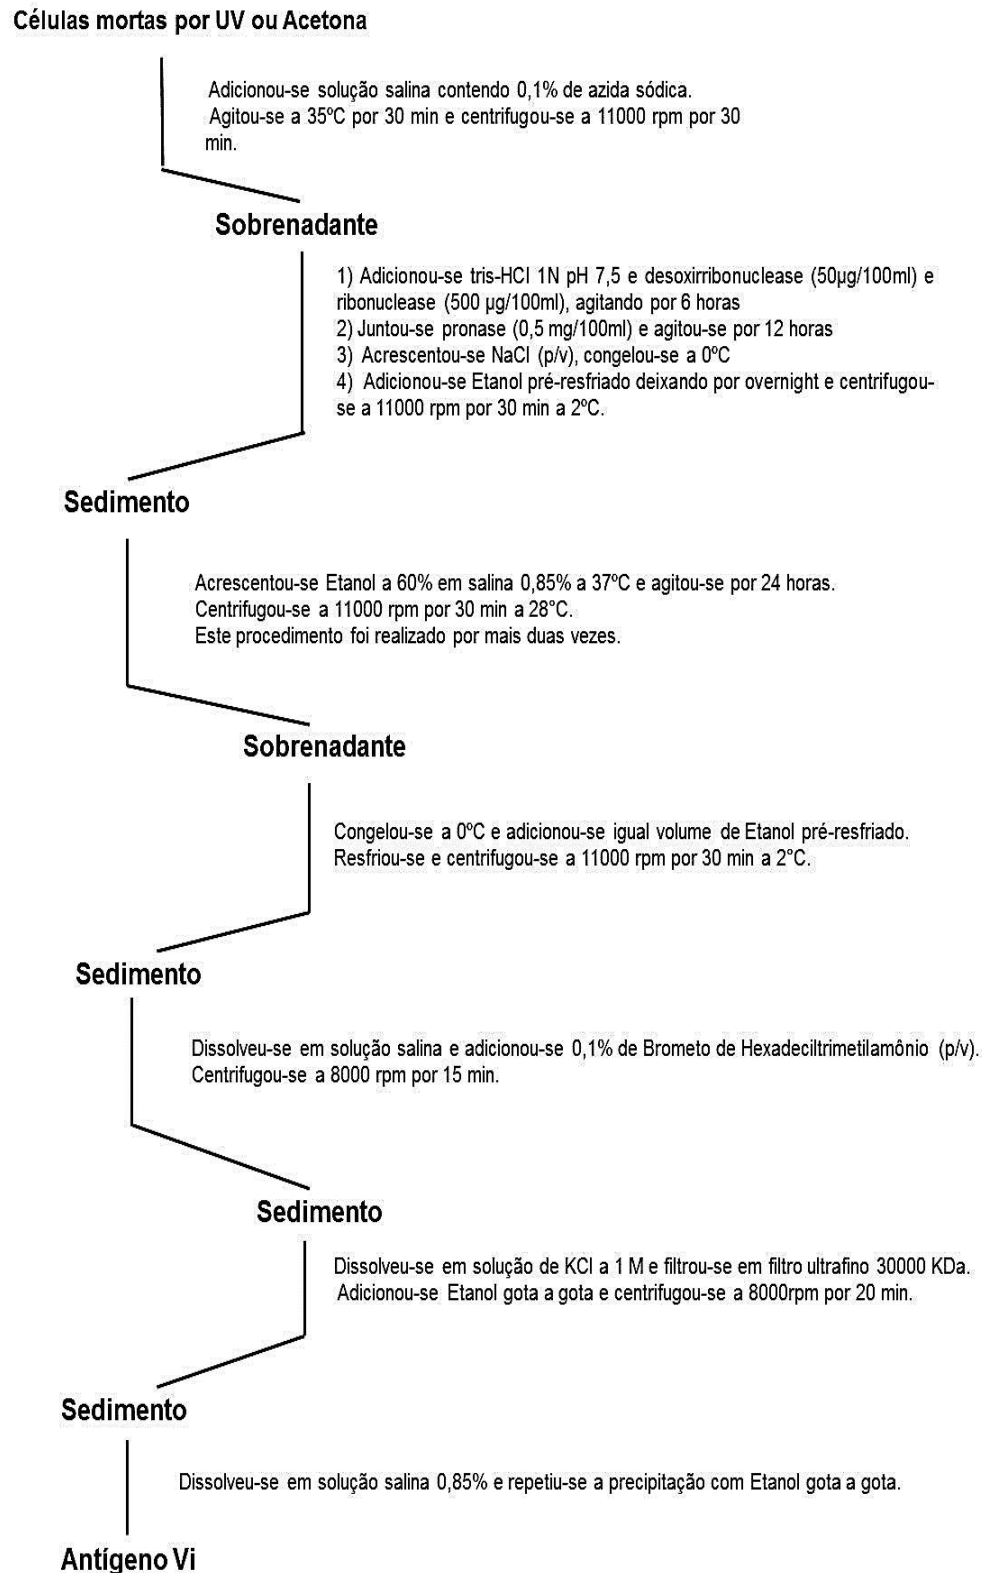 Células mortas por UV ou Acetona
Adicionou-se solução salina contendo 0,1% de azida sódica.
Agitou-se a 35ºC por 30 min e centrifugou-se a 11000 rpm por 30
min.
Sobrenadante
1) Adicionou-se tris-HCl 1N pH 7,5 e desoxirribonuclease (50µg/100ml) e
ribonuclease (500 µg/100ml), agitando por 6 horas
2) Juntou-se pronase (0,5 mg/100ml) e agitou-se por 12 horas
3) Acrescentou-se NaCl (p/v), congelou-se a 0ºC
4) Adicionou-se Etanol pré-resfriado deixando por overnight e centrifugou-
se a 11000 rpm por 30 min a 2ºC.
Sedimento
Acrescentou-se Etanol a 60% em salina 0,85% a 37ºC e agitou-se por 24 horas.
Centrifugou-se a 11000 rpm por 30 min a 28°C.
Este procedimento foi realizado por mais duas vezes.
Sobrenadante
Congelou-se a 0ºC e adicionou-se igual volume de Etanol pré-resfriado.
Resfriou-se e centrifugou-se a 11000 rpm por 30 min a 2°C.
Sedimento
Dissolveu-se em solução salina e adicionou-se 0,1% de Brometo de Hexadeciltrimetilamônio (p/v).
Centrifugou-se a 8000 rpm por 15 min.
Sedimento
Dissolveu-se em solução de KCl a 1 M e filtrou-se em filtro ultrafino 30000 KDa.
Adicionou-se Etanol gota a gota e centrifugou-se a 8000rpm por 20 min.
Sedimento
Dissolveu-se em solução salina 0,85% e repetiu-se a precipitação com Etanol gota a gota.
Antígeno Vi